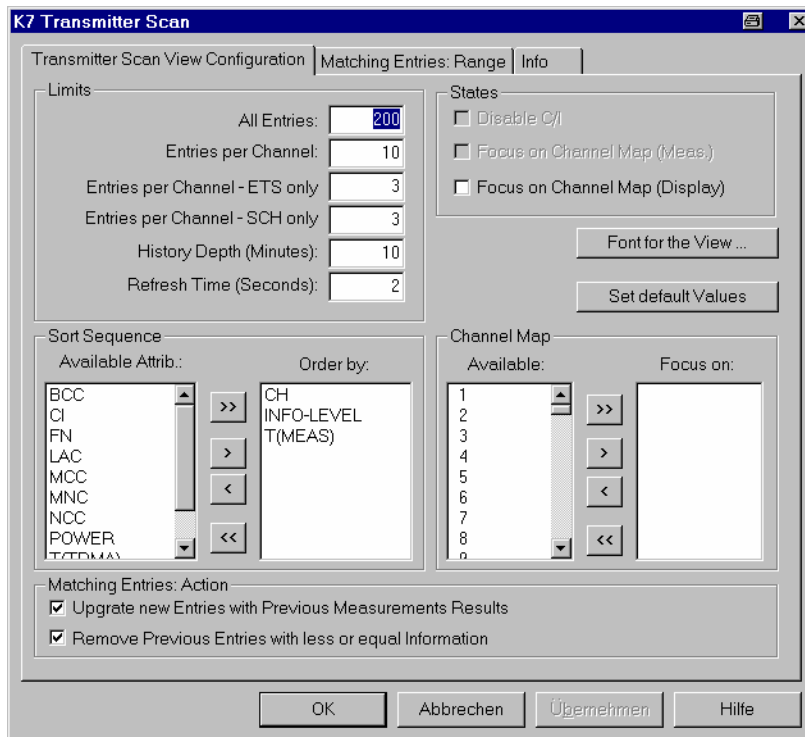 K7 Transmitter Scan
Transmitter Scan View Configuration
Matching Entries: Range
Info
Limits
All Entries: 200
Entries per Channel: 10
Entries per Channel - ETS only 3
Entries per Channel - SCH only 3
History Depth (Minutes): 10
Refresh Time (Seconds): 2
States
Disable C/I
Focus on Channel Map (Meas.)
Focus on Channel Map (Display)
Font for the View ...
Set default Values
Sort Sequence
Available Attrib.:
BCC
CI
FN
LAC
MCC
MNC
NCC
POWER
T(TDMA)
>>
>
<
<<
Order by:
CH
INFO-LEVEL
T(MEAS)
Channel Map
Available:
1
2
3
4
5
6
7
8
9
>>
>
<
<<
Focus on:
Matching Entries: Action
Upgrate new Entries with Previous Measurements Results
Remove Previous Entries with less or equal Information
OK
Abbrechen
Übernehmen
Hilfe